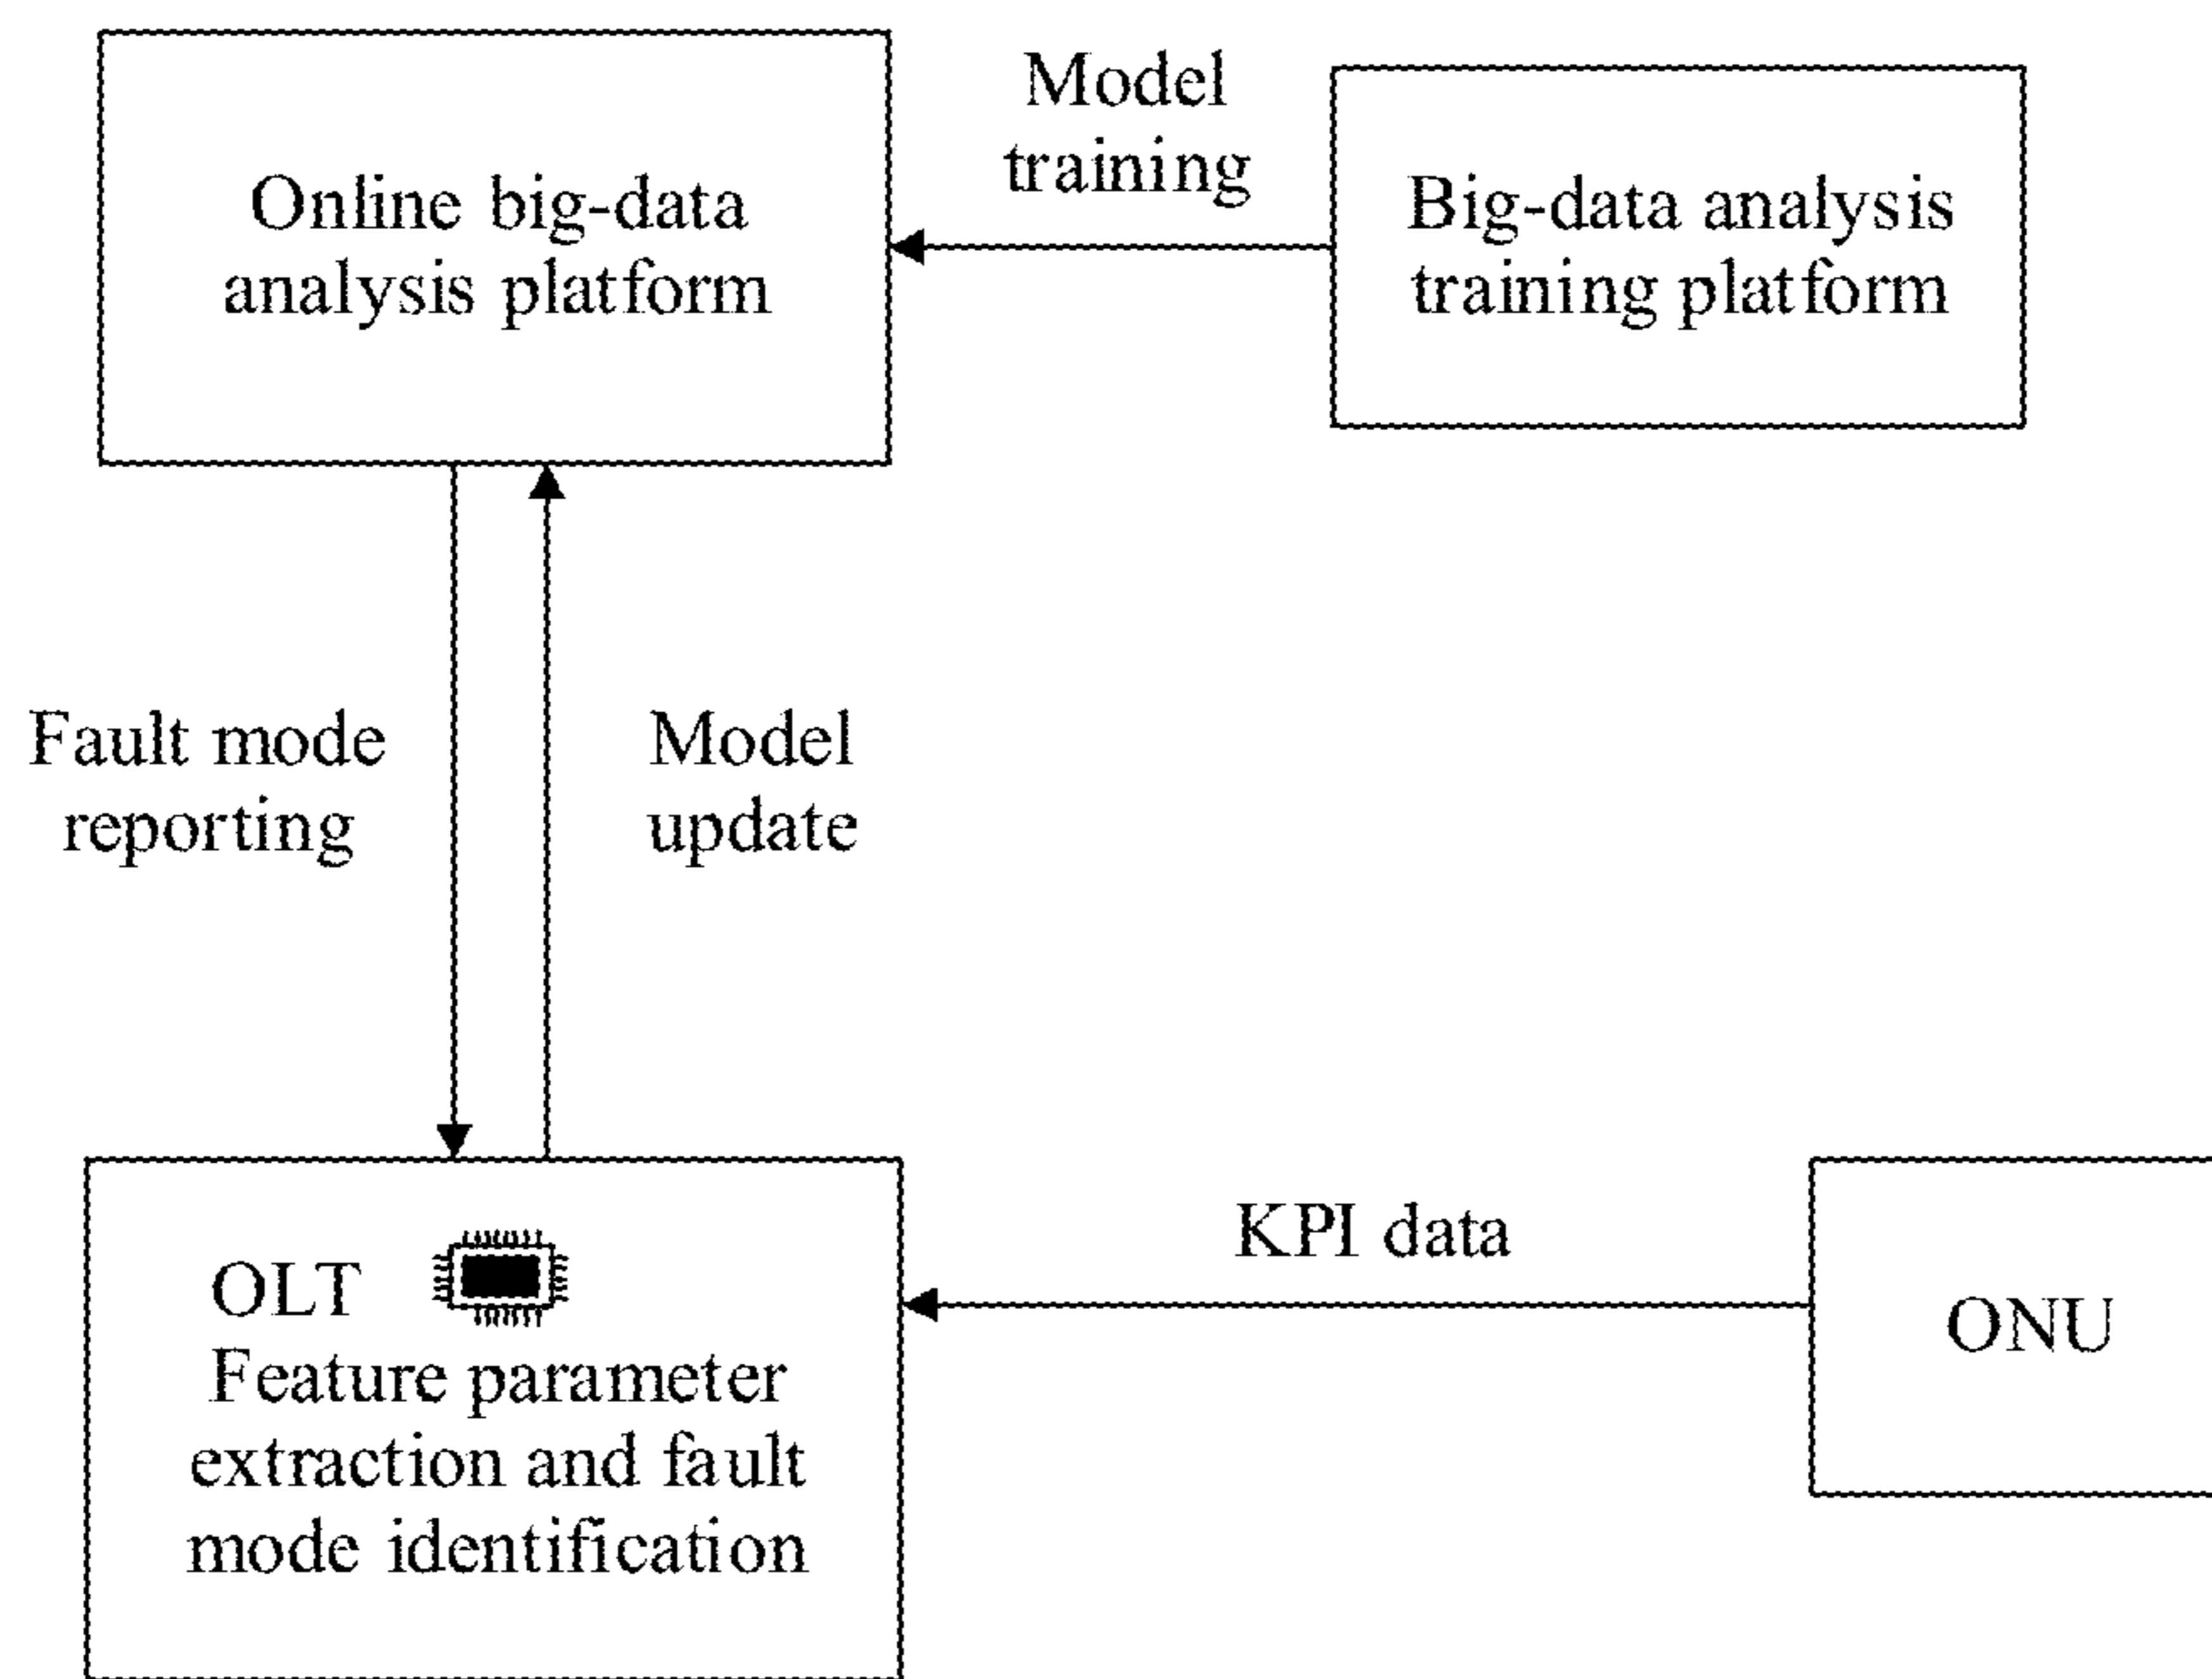 Online big-data
analysis platform
Model
training
Big-data analysis
training platform
Fault mode
reporting
Model
update
OLT
Feature parameter
extraction and fault
mode identification
KPI data
ONU